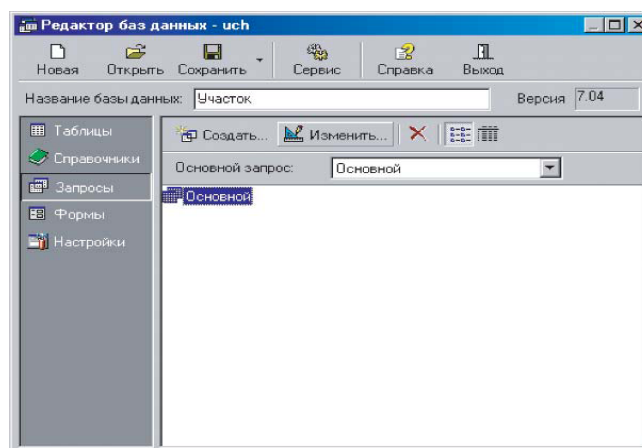 Редактор баз данных - uch
Новая Открыть Сохранить Сервис Справка Выход
Название базы данных: Участок Версия 7.04
Таблицы Создать... Изменить...
Справочники
Основной запрос: Основной
Запросы
Основной
Формы
Настройки